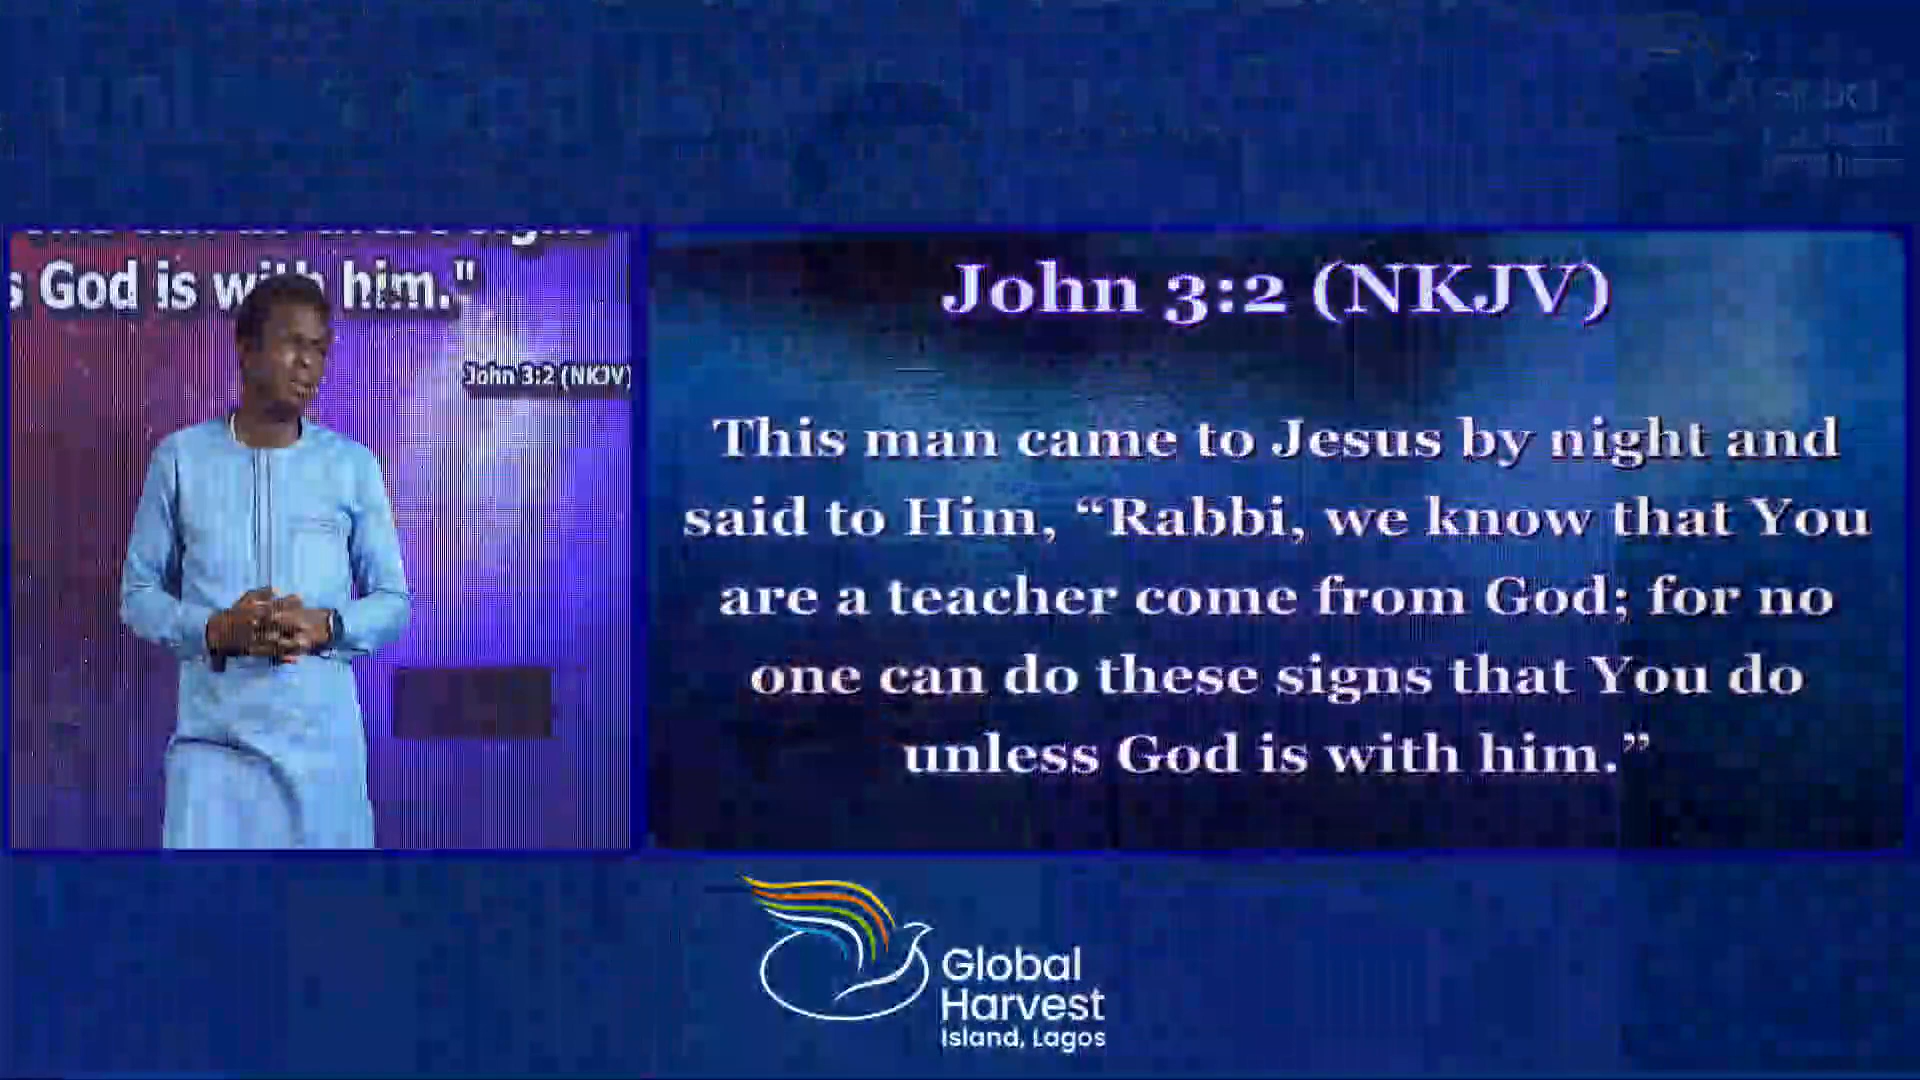 s God is with him."
John 3:2 (NKJV)
John 3:2 (NKJV)
This man came to Jesus by night and
said to Him, “Rabbi, we know that You
are a teacher come from God; for no
one can do these signs that You do
unless God is with him.”
Global
Harvest
Island, Lagos